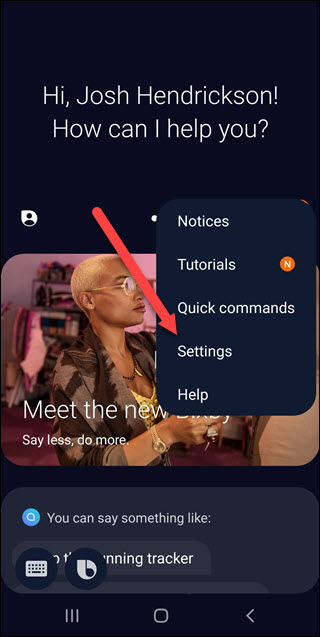 Hi, Josh Hendrickson!
How can I help you?
Notices
Tutorials N
Quick commands
Settings
Help
Meet the new Bixby
Say less, do more.
You can say something like:
running tracker